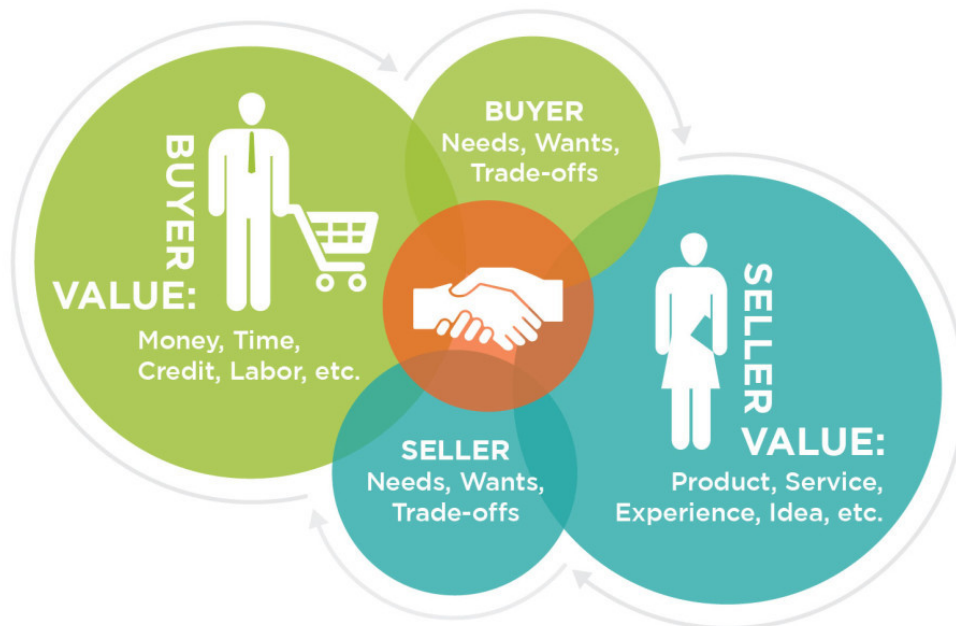 BUYER
VALUE:
Money, Time,
Credit, Labor, etc.
BUYER
Needs, Wants,
Trade-offs
SELLER
Needs, Wants,
Trade-offs
SELLER
VALUE:
Product, Service,
Experience, Idea, etc.